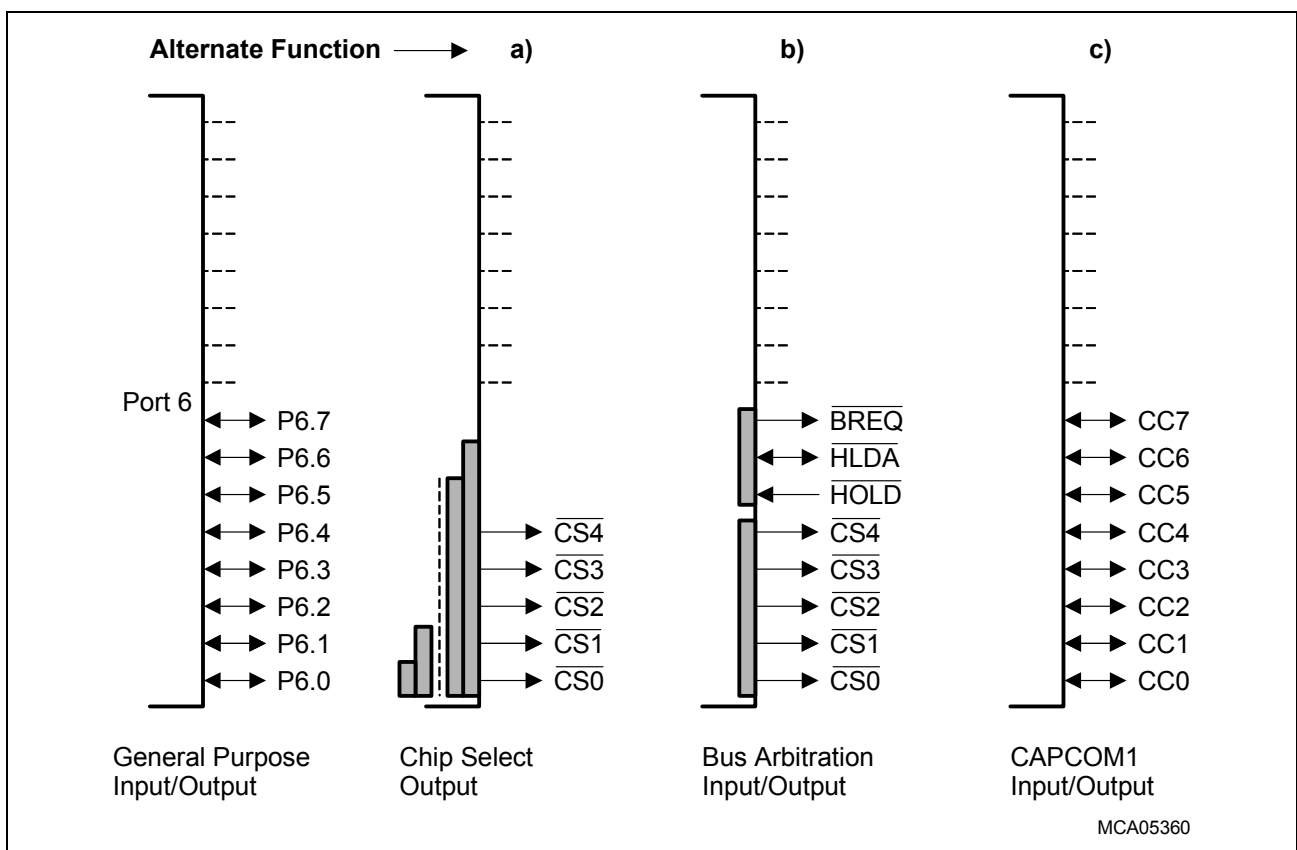 Alternate Function a) b) c)
Port 6
P6.7 BREQ CC7
P6.6 HLDA CC6
P6.5 HOLD CC5
P6.4 CS4 CS4 CC4
P6.3 CS3 CS3 CC3
P6.2 CS2 CS2 CC2
P6.1 CS1 CS1 CC1
P6.0 CS0 CS0 CC0
General Purpose Chip Select Bus Arbitration CAPCOM1
Input/Output Output Input/Output Input/Output
MCA05360